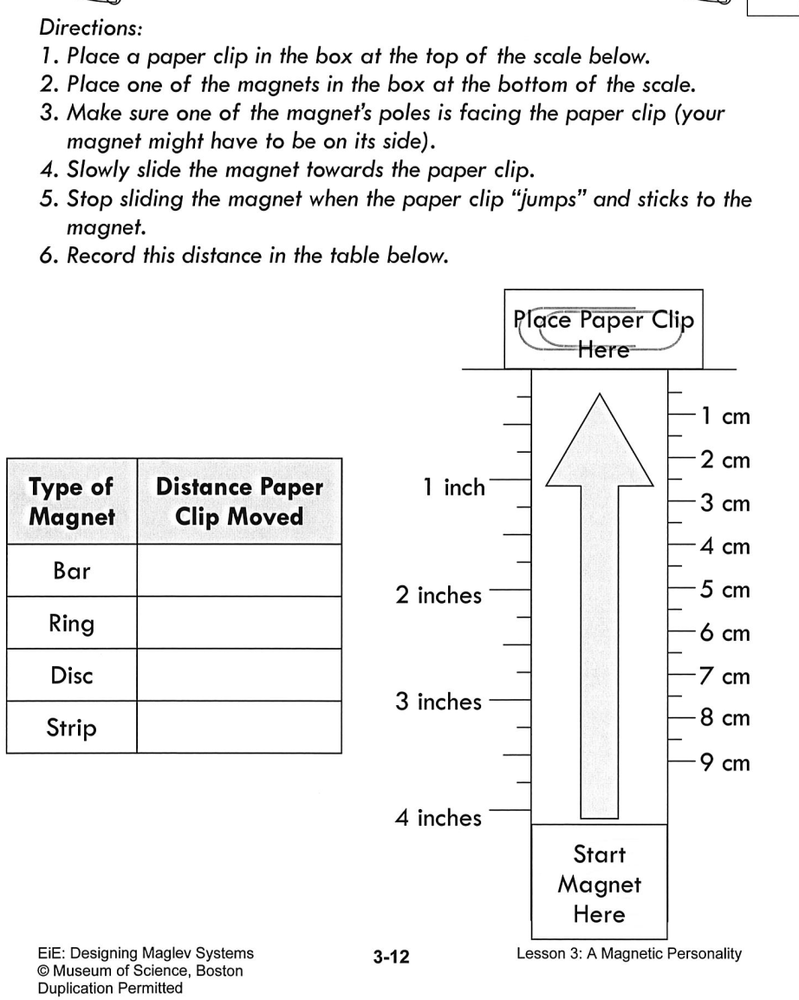 Directions:
1. Place a paper clip in the box at the top of the scale below.
2. Place one of the magnets in the box at the bottom of the scale.
3. Make sure one of the magnet's poles is facing the paper clip (your
magnet might have to be on its side).
4. Slowly slide the magnet towards the paper clip.
5. Stop sliding the magnet when the paper clip “jumps” and sticks to the
magnet.
6. Record this distance in the table below.
Place Paper Clip
Here
Type of
Magnet
Distance Paper
Clip Moved
Bar
Ring
Disc
Strip
1 inch
2 inches
3 inches
4 inches
1 cm
2 cm
3 cm
4 cm
5 cm
6 cm
7 cm
8 cm
9 cm
Start
Magnet
Here
EiE: Designing Maglev Systems
© Museum of Science, Boston
Duplication Permitted
3-12
Lesson 3: A Magnetic Personality